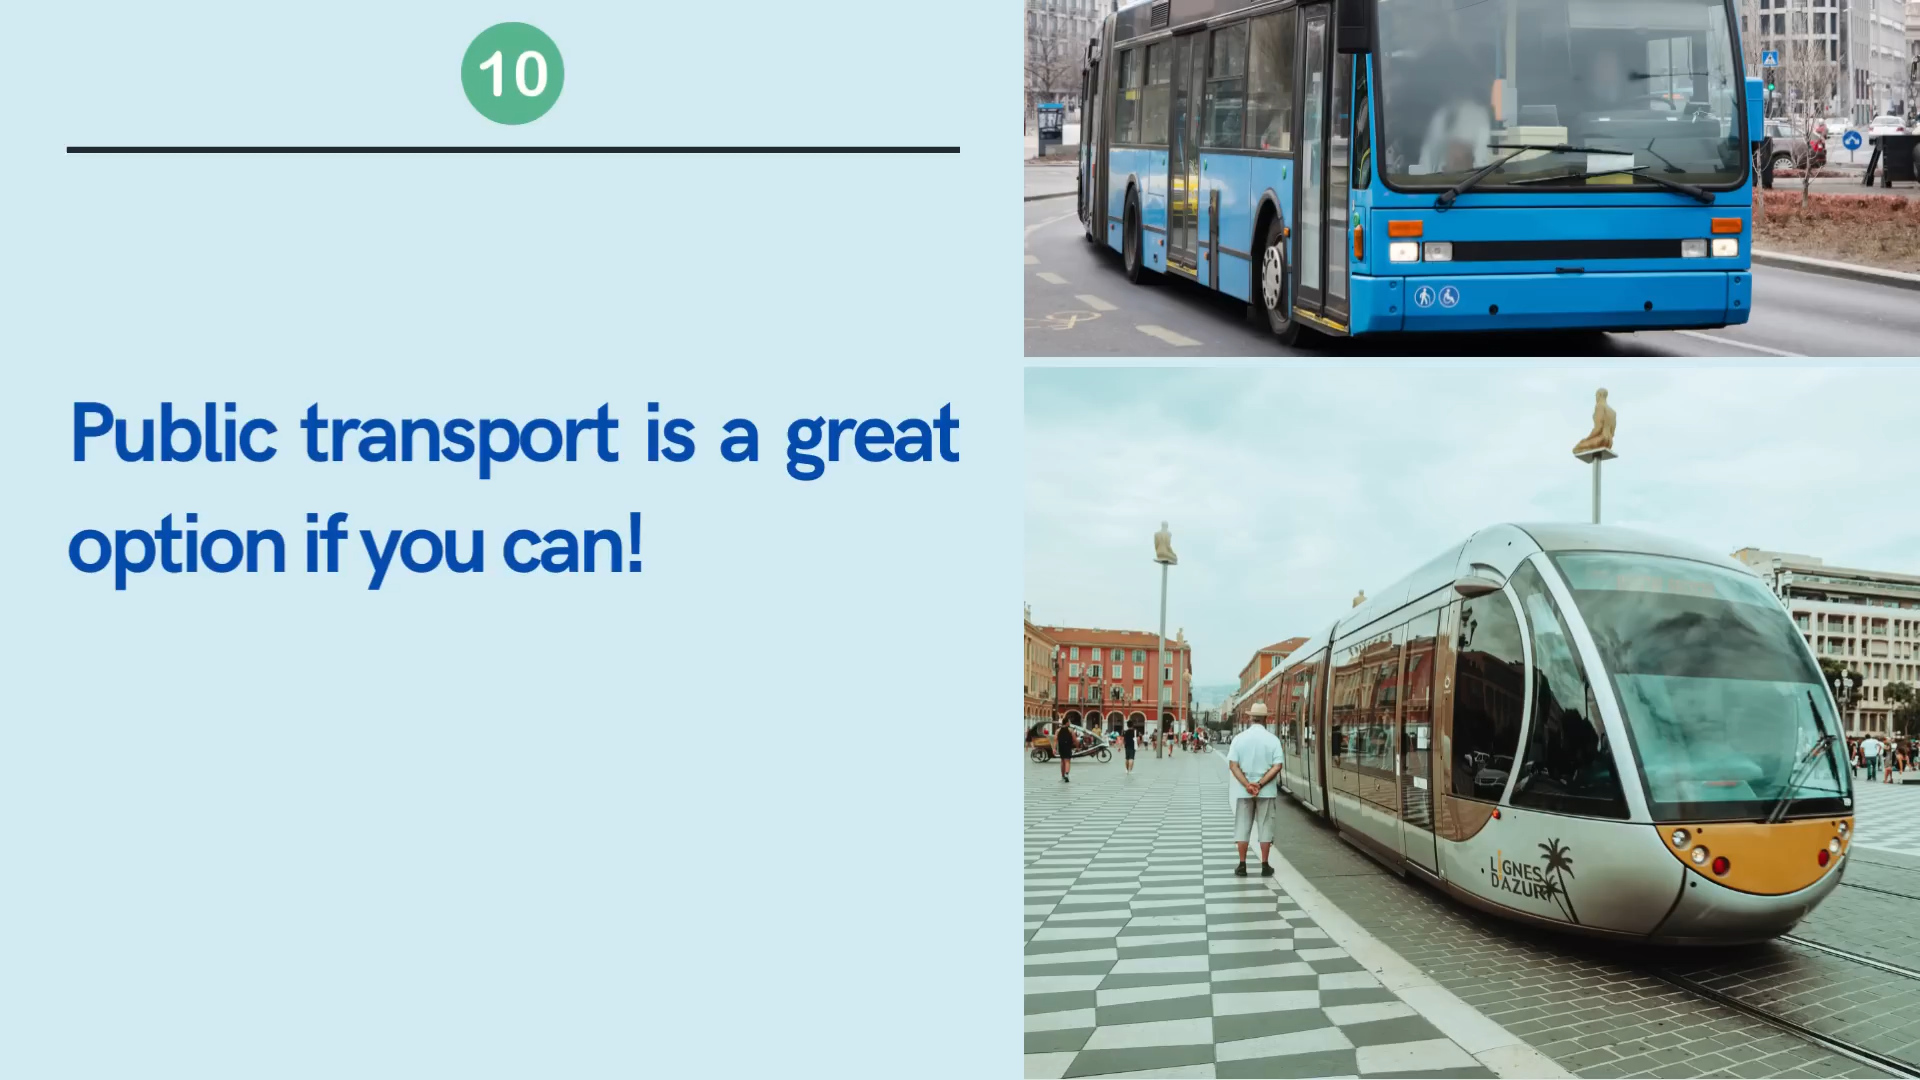 10
Public transport is a great
option if you can!
LIGNES
D'AZUR